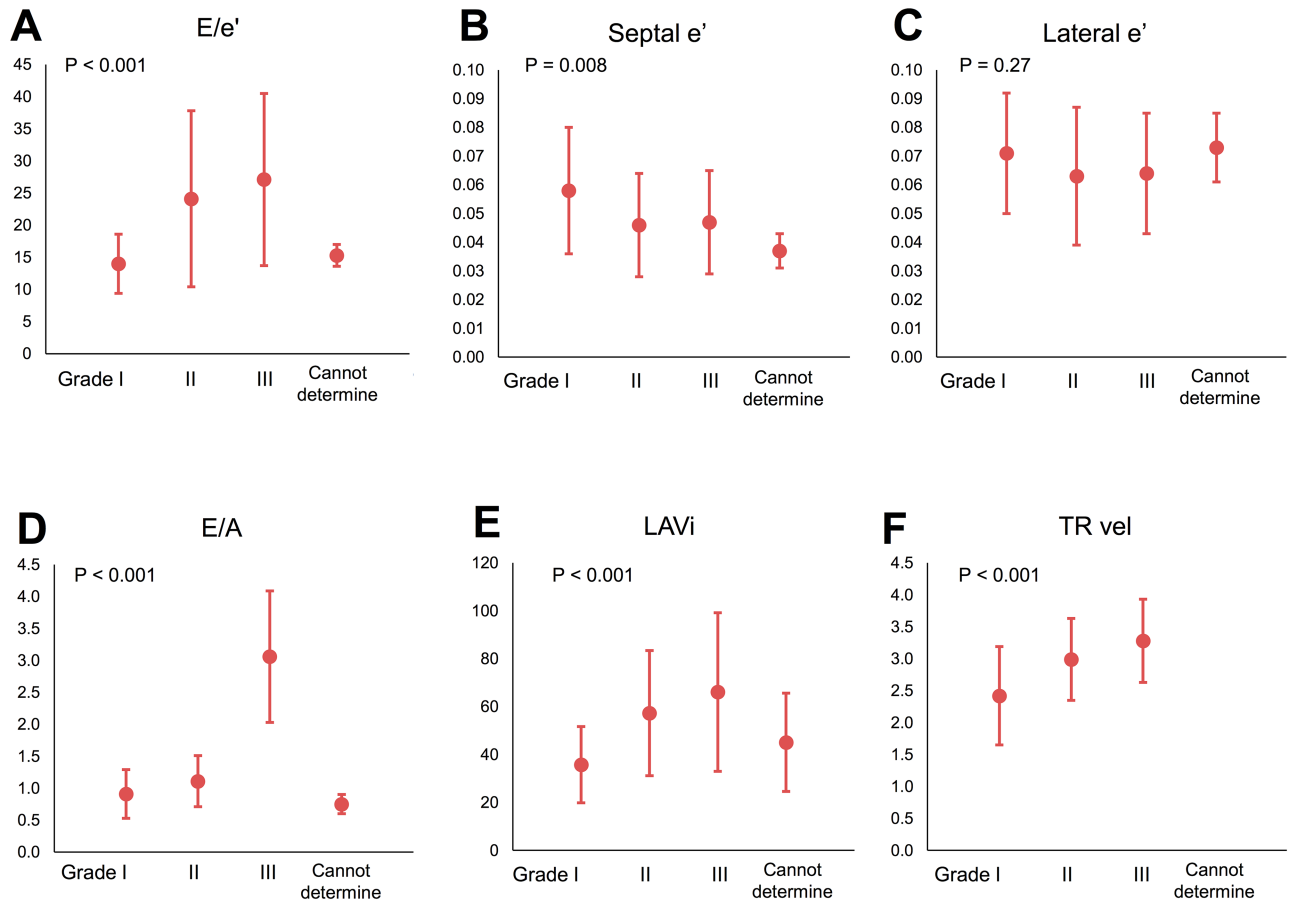 A
E/e'
P < 0.001
45
40
35
30
25
20
15
10
5
0
Grade I
II
III
Cannot
determine
B
Septal e’
P = 0.008
0.10
0.09
0.08
0.07
0.06
0.05
0.04
0.03
0.02
0.01
0.00
Grade I
II
III
Cannot
determine
C
Lateral e’
P = 0.27
0.10
0.09
0.08
0.07
0.06
0.05
0.04
0.03
0.02
0.01
0.00
Grade I
II
III
Cannot
determine
D
E/A
P < 0.001
4.5
4.0
3.5
3.0
2.5
2.0
1.5
1.0
0.5
0.0
Grade I
II
III
Cannot
determine
E
LAVi
P < 0.001
120
100
80
60
40
20
0
Grade I
II
III
Cannot
determine
F
TR vel
P < 0.001
4.5
4.0
3.5
3.0
2.5
2.0
1.5
1.0
0.5
0.0
Grade I
II
III
Cannot
determine